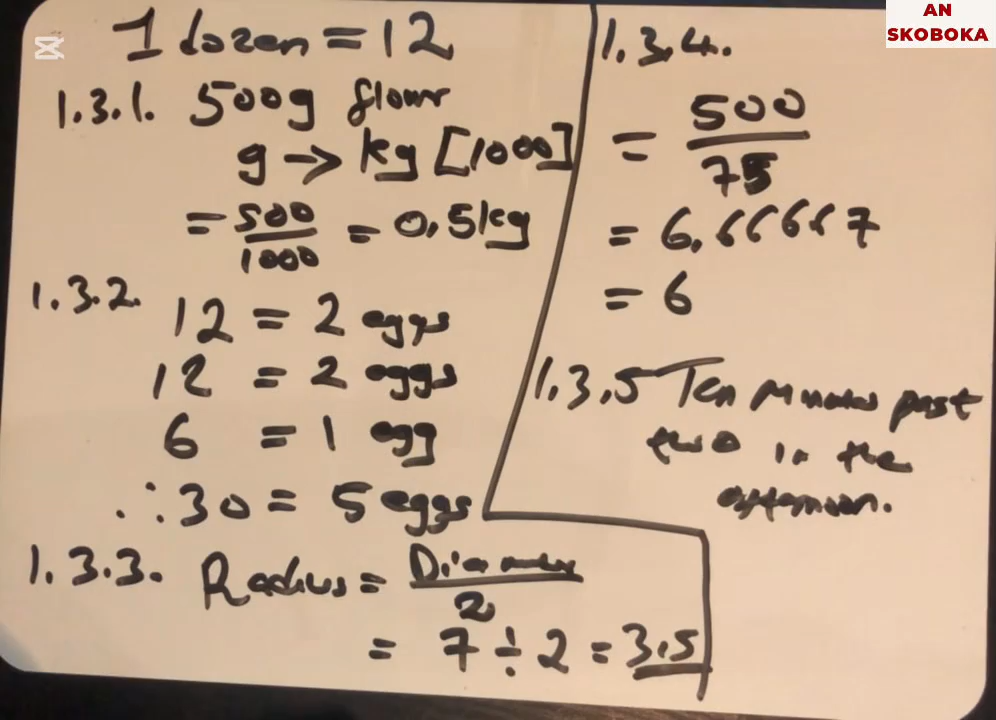 AN
SKOBOKA
1 dozen = 12
1.3.1. 500g flour
g → kg [1000]
= 500/1000 = 0,5kg
1.3.2.
12 = 2 eggs
12 = 2 eggs
6 = 1 egg
∴ 30 = 5 eggs
1.3.3. Radius = Diameter/2
= 7 ÷ 2 = 3.5
1.3.4.
= 500/75
= 6.66667
= 6
1.3.5 Ten Minutes past
two in the
afternoon.